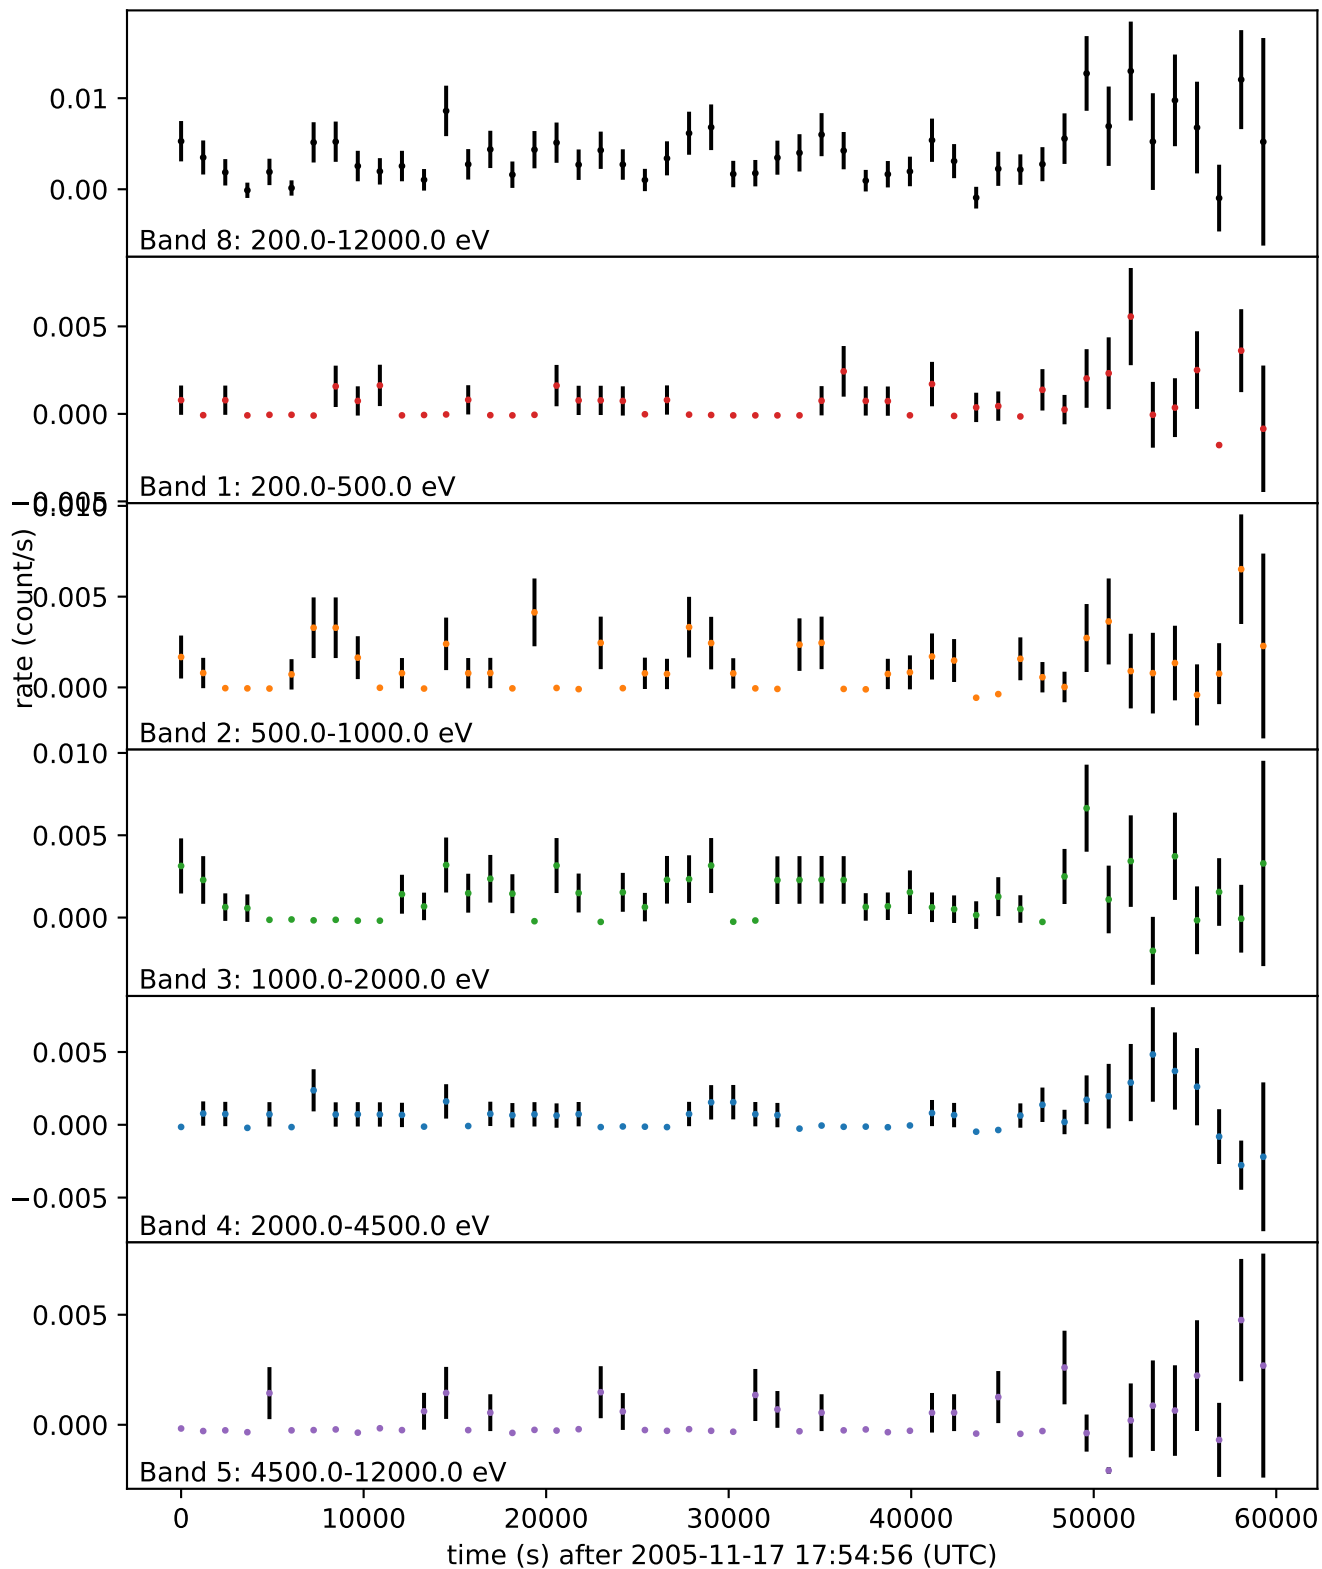 0.01
0.00
Band 8: 200.0-12000.0 eV
0.005
0.000
−0.005
Band 1: 200.0-500.0 eV
0.010
0.005
0.000
Band 2: 500.0-1000.0 eV
rate (count/s)
0.010
0.005
0.000
Band 3: 1000.0-2000.0 eV
0.005
0.000
−0.005
Band 4: 2000.0-4500.0 eV
0.005
0.000
Band 5: 4500.0-12000.0 eV
0 10000 20000 30000 40000 50000 60000
time (s) after 2005-11-17 17:54:56 (UTC)